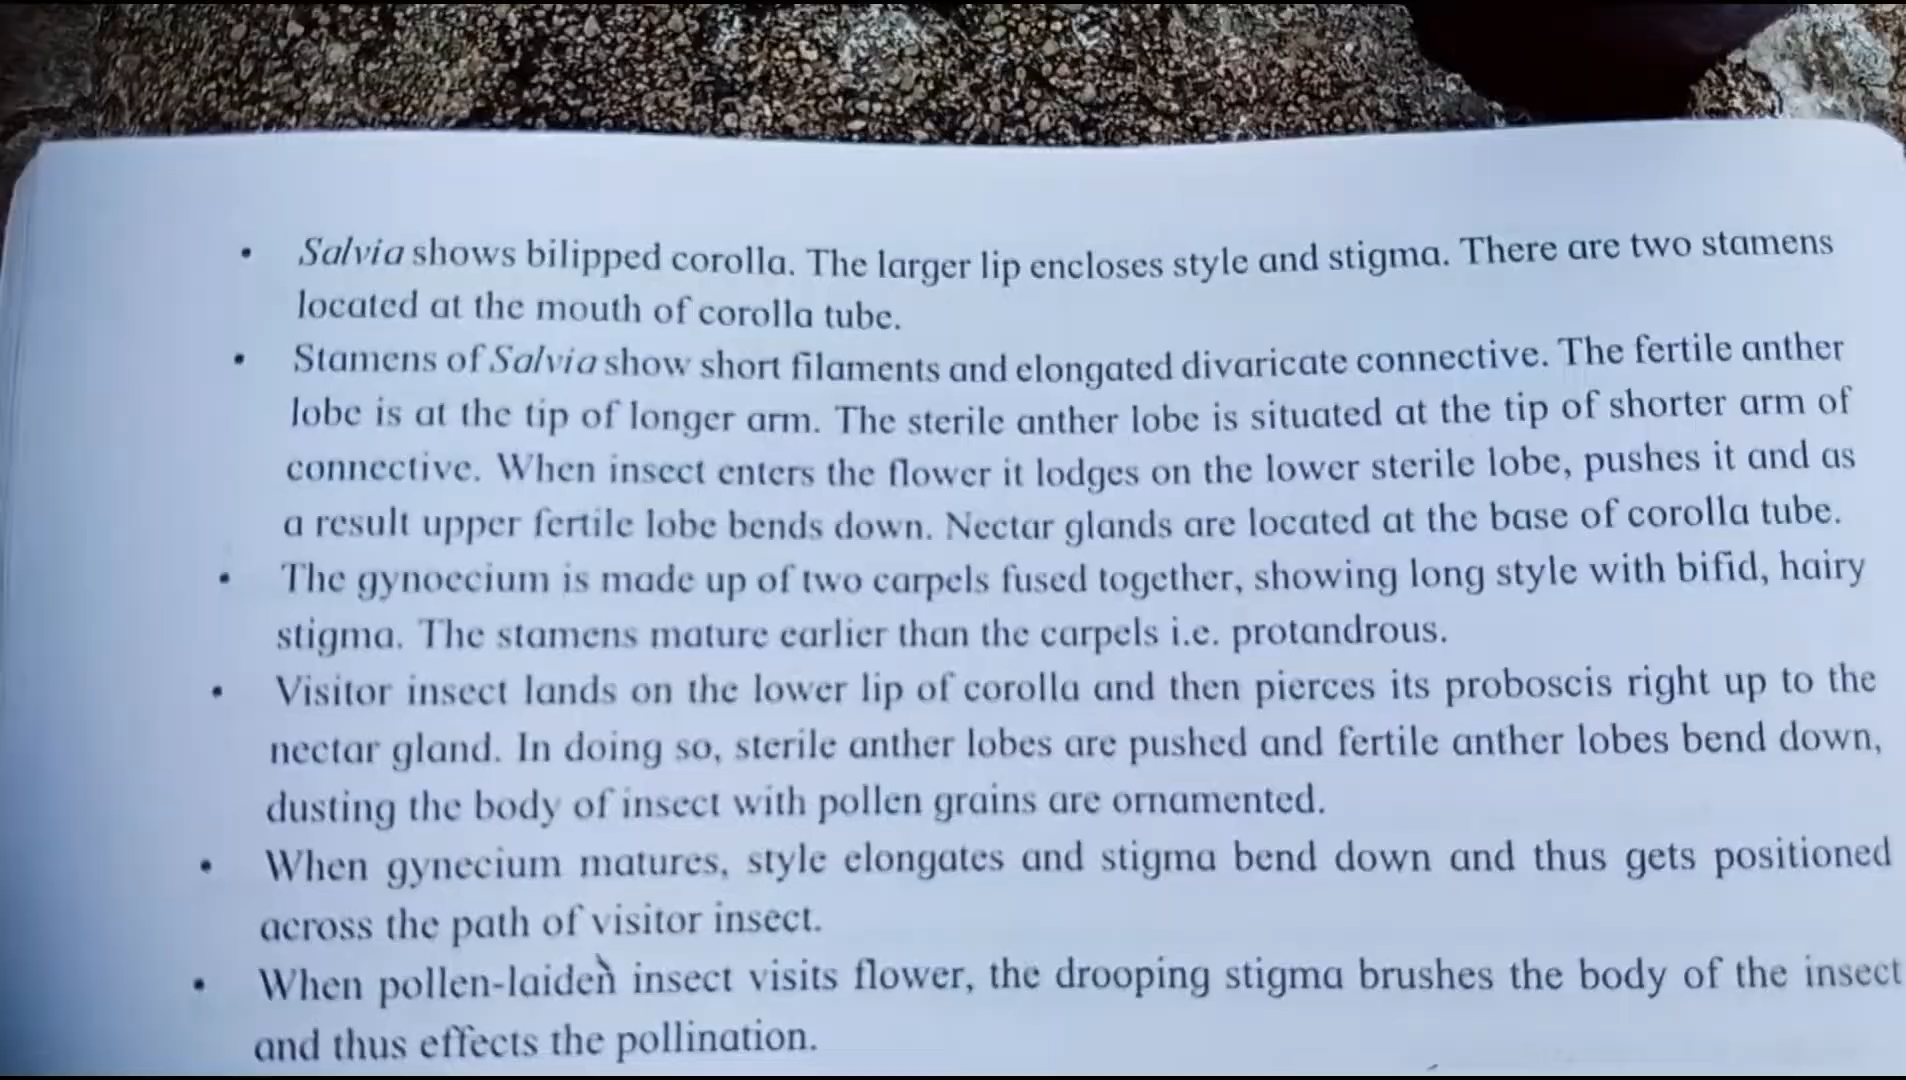 • Salvia shows bilipped corolla. The larger lip encloses style and stigma. There are two stamens
located at the mouth of corolla tube.
• Stamens of Salvia show short filaments and elongated divaricate connective. The fertile anther
lobe is at the tip of longer arm. The sterile anther lobe is situated at the tip of shorter arm of
connective. When insect enters the flower it lodges on the lower sterile lobe, pushes it and as
a result upper fertile lobe bends down. Nectar glands are located at the base of corolla tube.
• The gynoecium is made up of two carpels fused together, showing long style with bifid, hairy
stigma. The stamens mature earlier than the carpels i.e. protandrous.
• Visitor insect lands on the lower lip of corolla and then pierces its proboscis right up to the
nectar gland. In doing so, sterile anther lobes are pushed and fertile anther lobes bend down,
dusting the body of insect with pollen grains are ornamented.
• When gynecium matures, style elongates and stigma bend down and thus gets positioned
across the path of visitor insect.
• When pollen-laiden insect visits flower, the drooping stigma brushes the body of the insect
and thus effects the pollination.